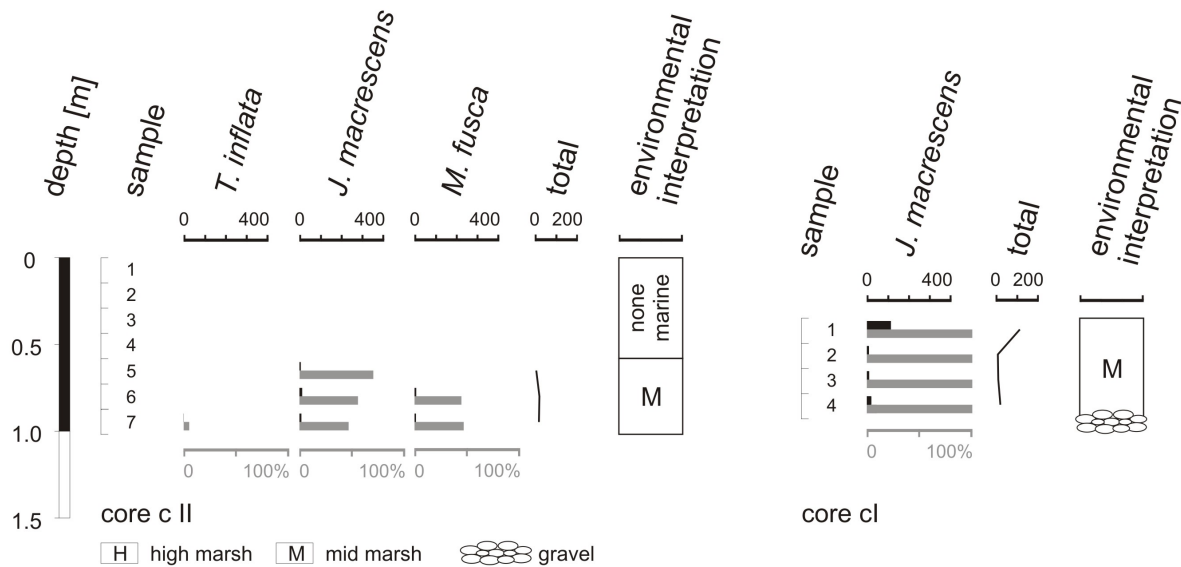 depth [m]
sample
T. inflata
J. macrescens
M. fusca
total
environmental
interpretation
0 400
0 400
0 400
0 200
0
0.5
1.0
1.5
1
2
3
4
5
6
7
none
marine
M
0 100%
0 100%
0 100%
core c II
sample
J. macrescens
total
environmental
interpretation
0 400
0 200
1
2
3
4
M
0 100%
core cI
H high marsh M mid marsh gravel